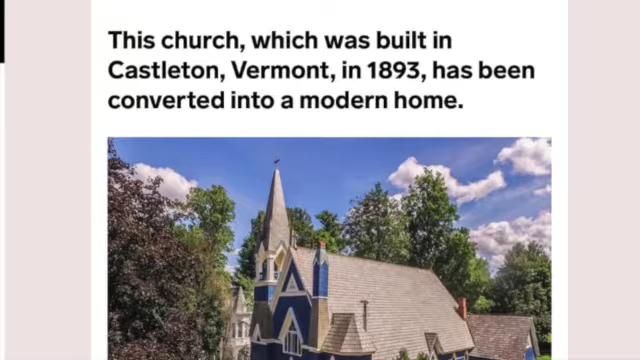 This church, which was built in
Castleton, Vermont, in 1893, has been
converted into a modern home.